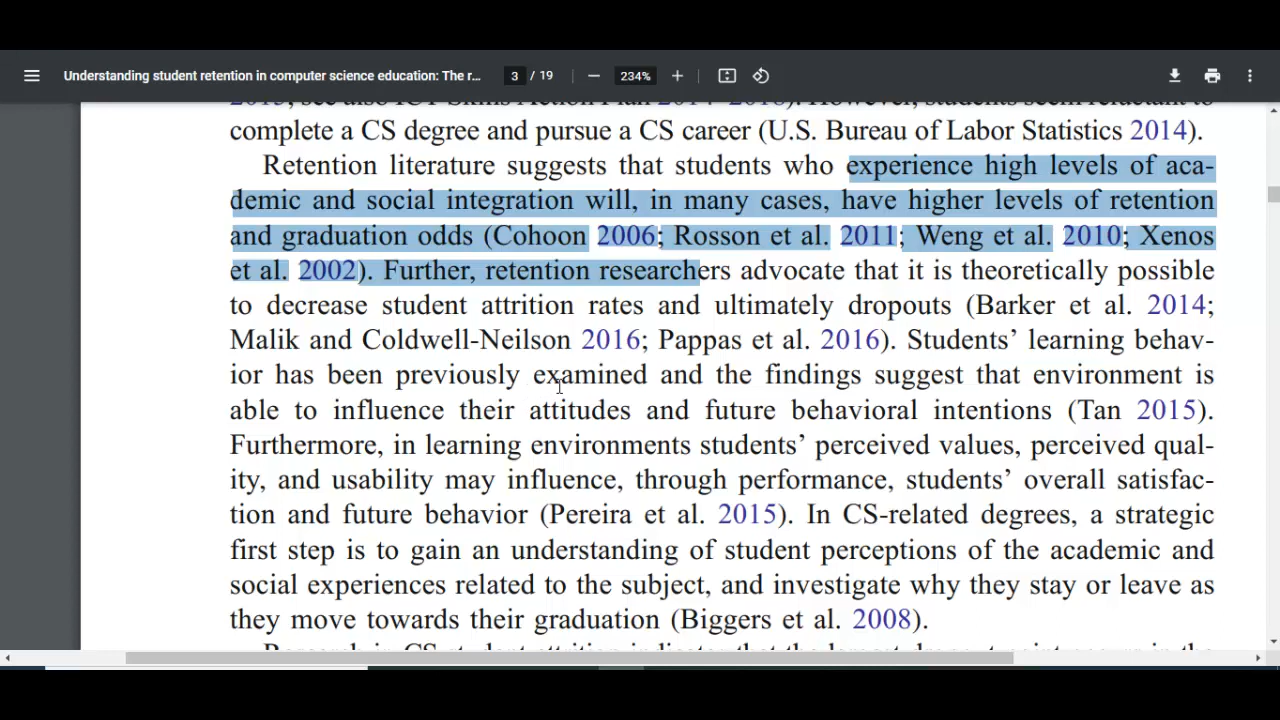 Understanding student retention in computer science education: The r...
3 / 19
234%
complete a CS degree and pursue a CS career (U.S. Bureau of Labor Statistics 2014).
Retention literature suggests that students who experience high levels of aca-
demic and social integration will, in many cases, have higher levels of retention
and graduation odds (Cohoon 2006; Rosson et al. 2011; Weng et al. 2010; Xenos
et al. 2002). Further, retention researchers advocate that it is theoretically possible
to decrease student attrition rates and ultimately dropouts (Barker et al. 2014;
Malik and Coldwell-Neilson 2016; Pappas et al. 2016). Students' learning behav-
ior has been previously examined and the findings suggest that environment is
able to influence their attitudes and future behavioral intentions (Tan 2015).
Furthermore, in learning environments students' perceived values, perceived qual-
ity, and usability may influence, through performance, students' overall satisfac-
tion and future behavior (Pereira et al. 2015). In CS-related degrees, a strategic
first step is to gain an understanding of student perceptions of the academic and
social experiences related to the subject, and investigate why they stay or leave as
they move towards their graduation (Biggers et al. 2008).